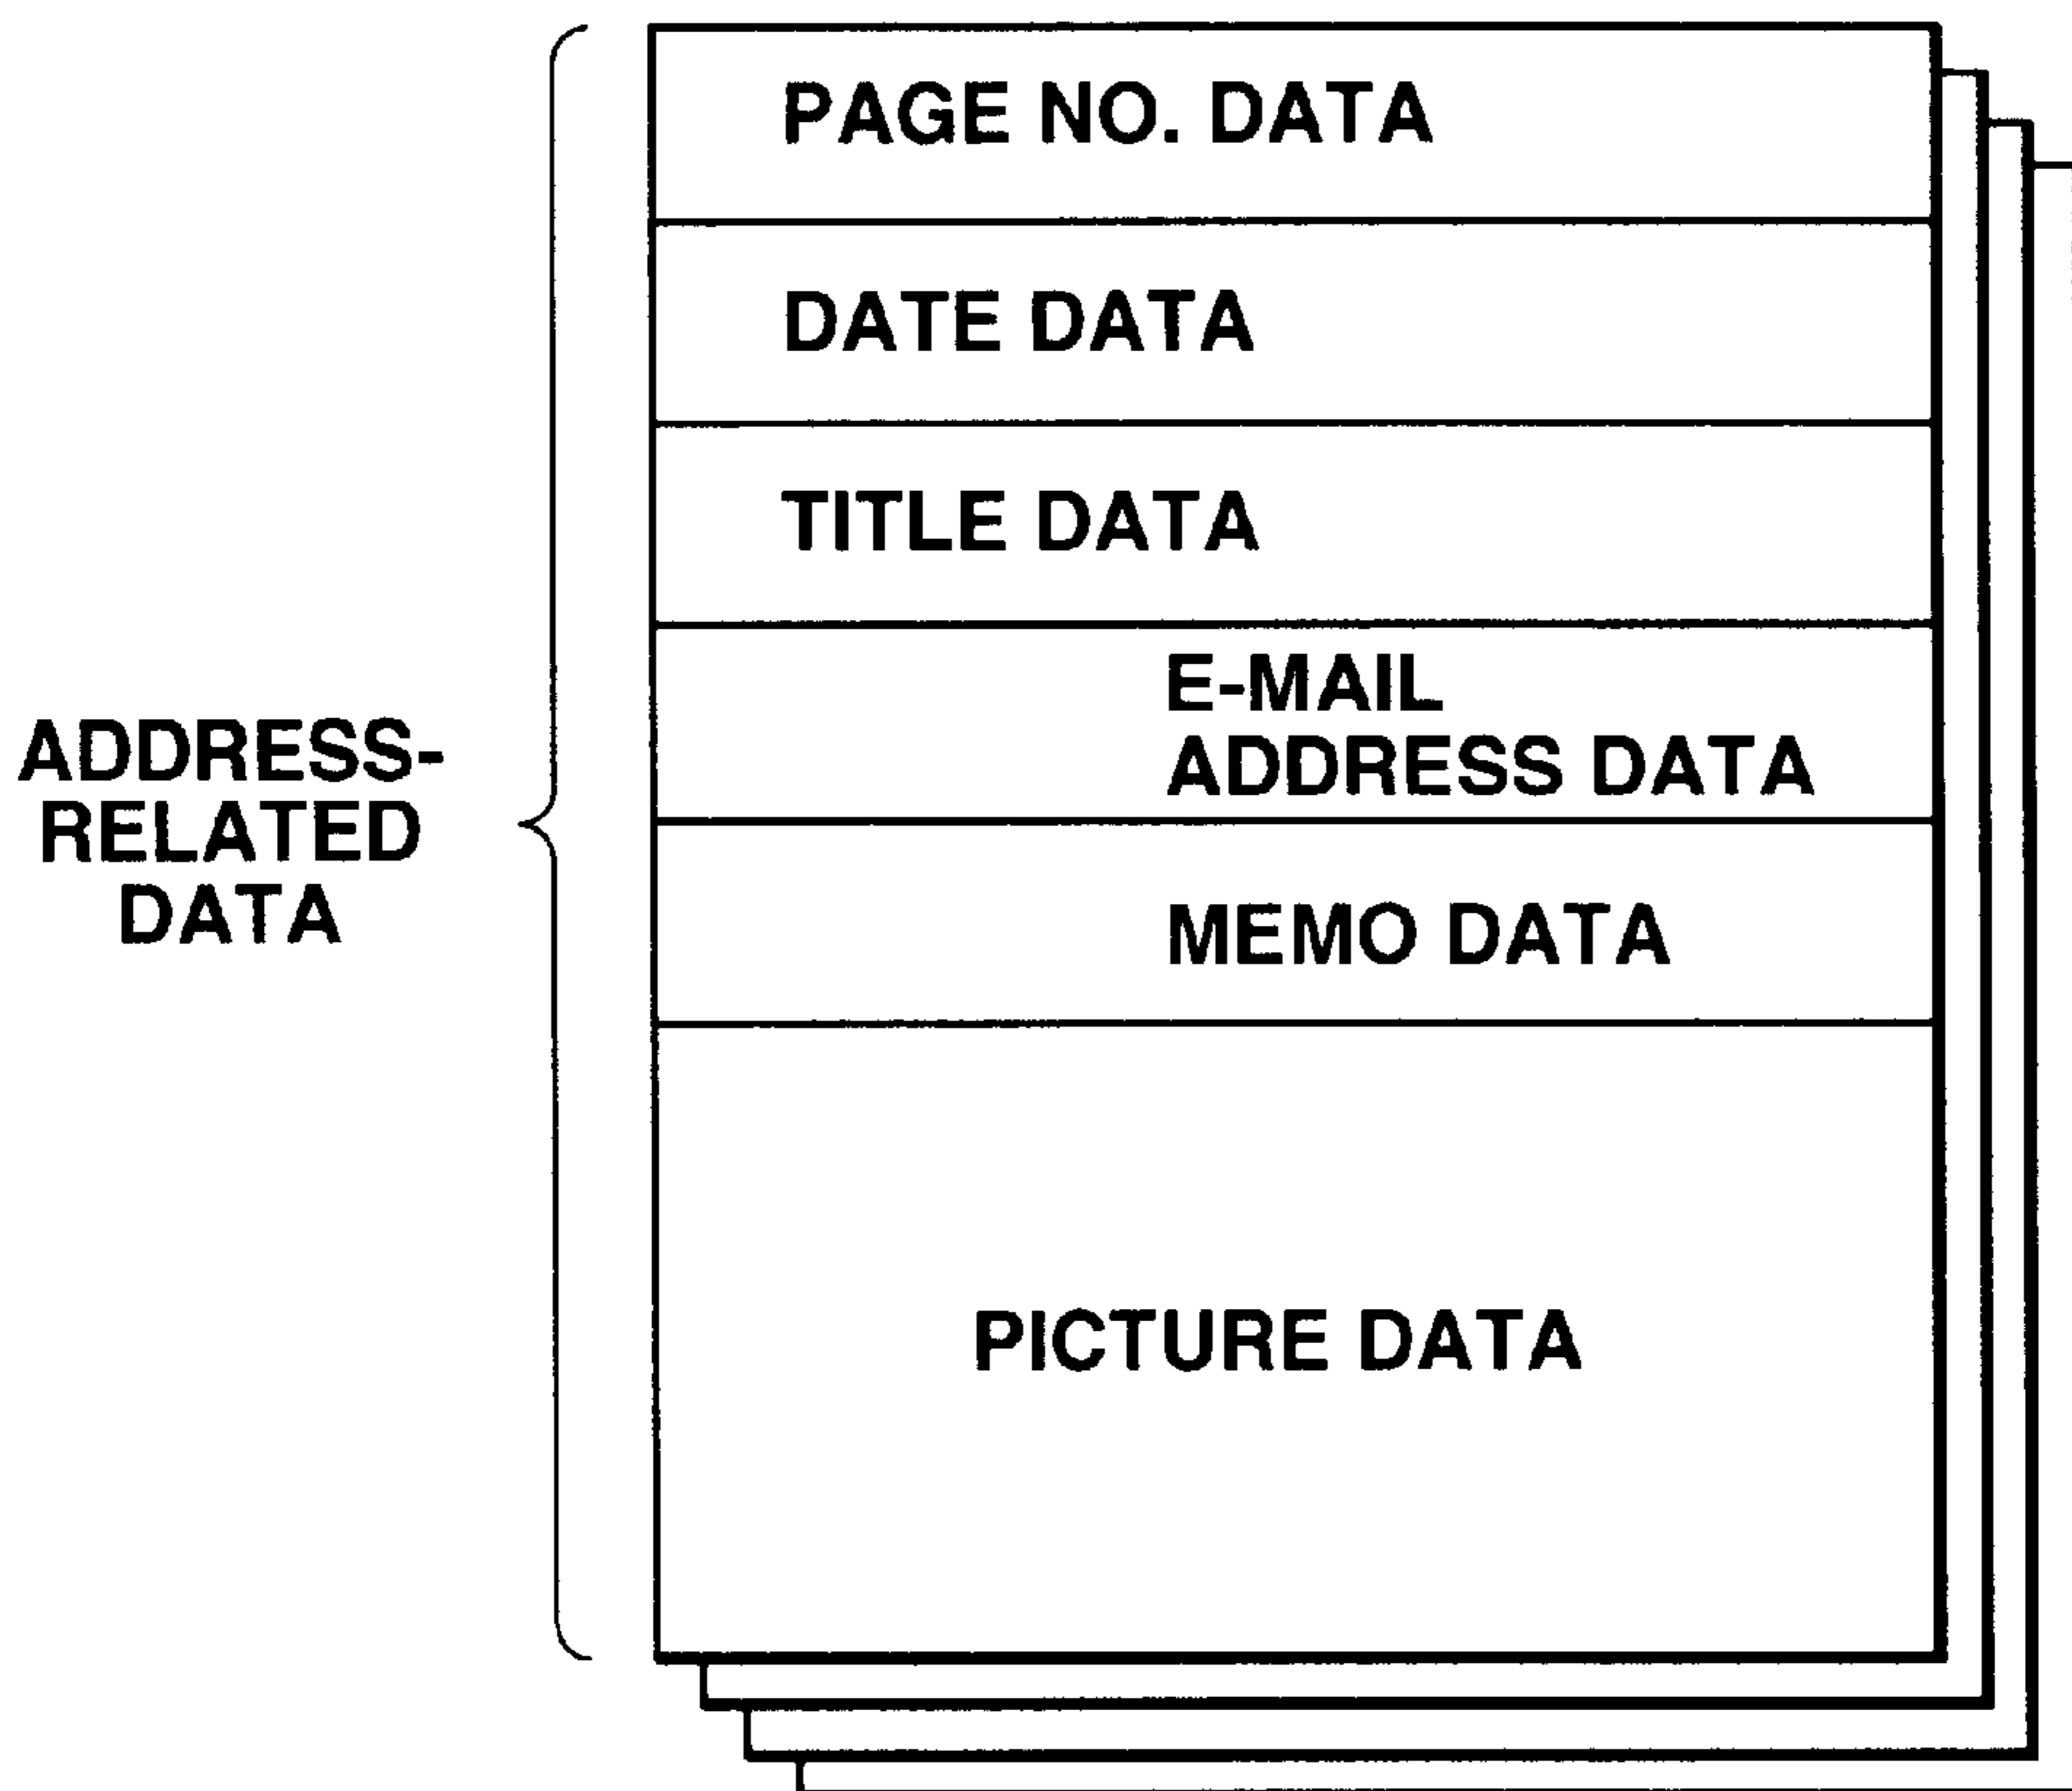 PAGE NO. DATA
DATE DATA
TITLE DATA
E-MAIL
ADDRESS DATA
MEMO DATA
PICTURE DATA
ADDRESS-
RELATED
DATA